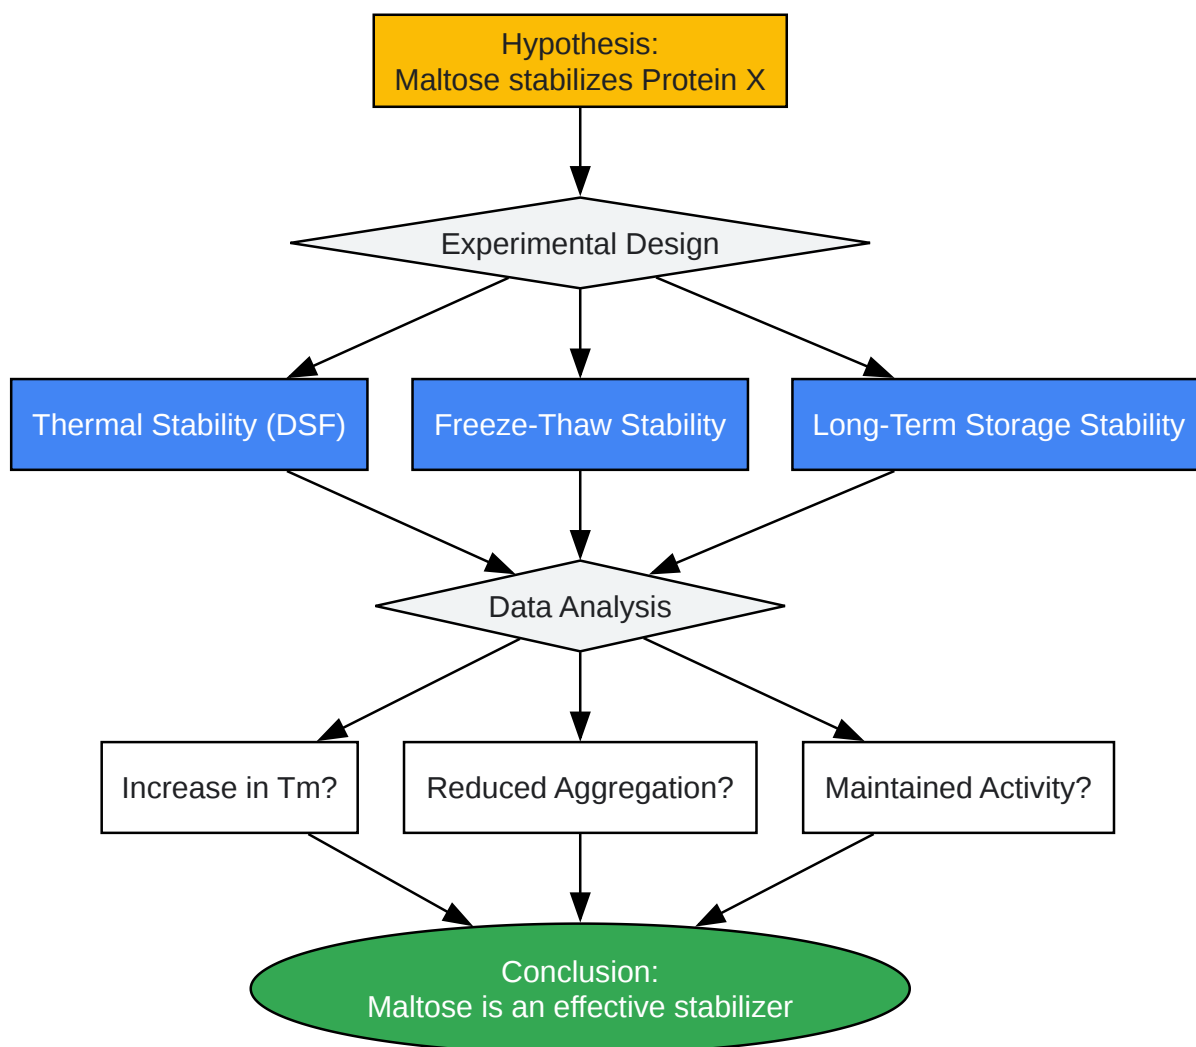 Hypothesis:
Maltose stabilizes Protein X
Experimental Design
Thermal Stability (DSF)
Freeze-Thaw Stability
Long-Term Storage Stability
Data Analysis
Increase in Tm?
Reduced Aggregation?
Maintained Activity?
Conclusion:
Maltose is an effective stabilizer